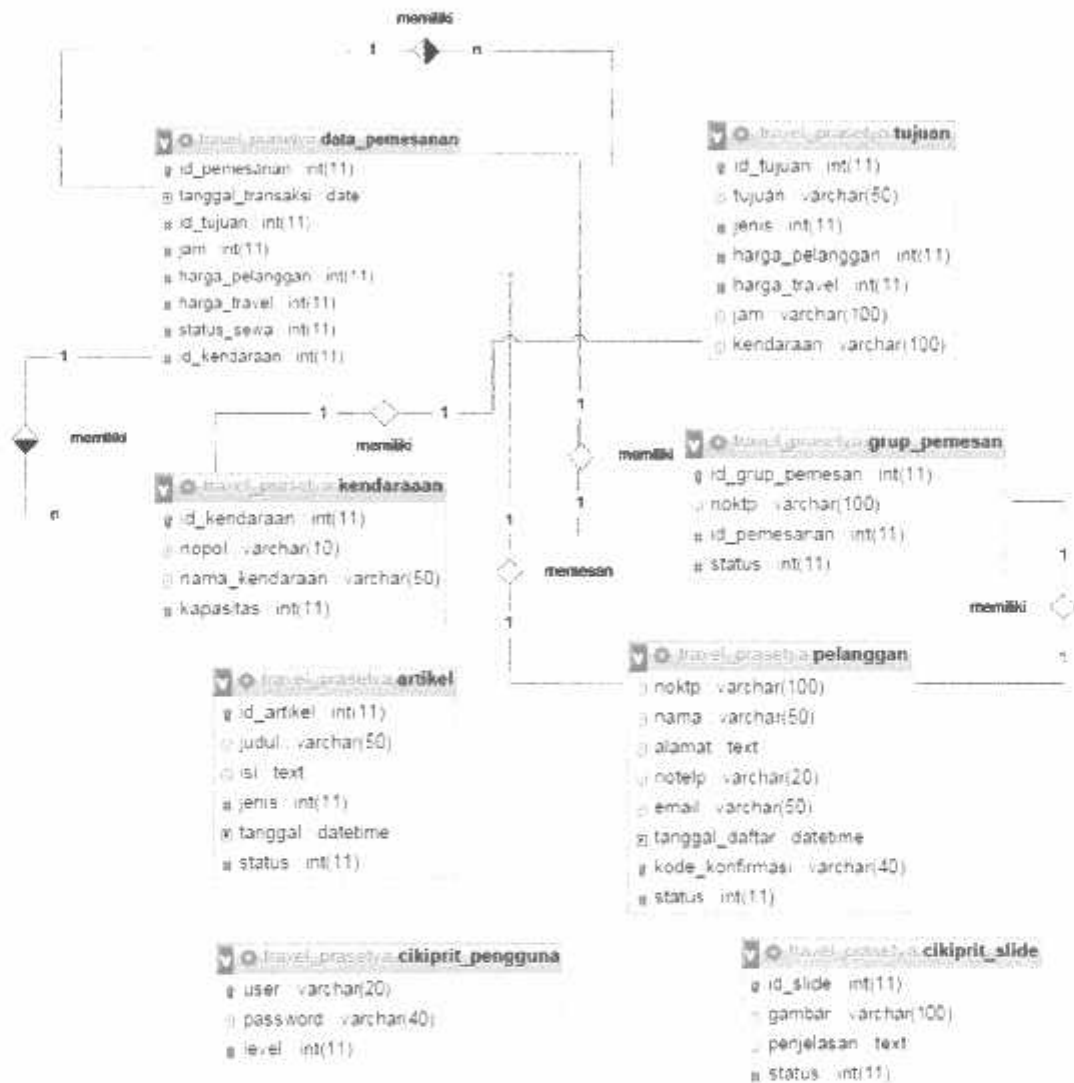 memiliki
1
n
travel_prasetya data_pemesanan
id_pemesanan int(11)
tanggal_transaksi date
id_tujuan int(11)
jam int(11)
harga_pelanggan int(11)
harga_travel int(11)
status_sewa int(11)
id_kendaraan int(11)
travel_prasetya tujuan
id_tujuan int(11)
tujuan varchar(50)
jenis int(11)
harga_pelanggan int(11)
harga_travel int(11)
jam varchar(100)
kendaraan varchar(100)
1
memiliki
n
1
1
memiliki
1
memiliki
1
travel_prasetya kendaraaan
id_kendaraan int(11)
nopol varchar(10)
nama_kendaraan varchar(50)
kapasitas int(11)
travel_prasetya grup_pemesan
id_grup_pemesan int(11)
noktp varchar(100)
id_pemesanan int(11)
status int(11)
1
memesan
1
1
memiliki
n
travel_prasetya artikel
id_artikel int(11)
judul varchar(50)
isi text
jenis int(11)
tanggal datetime
status int(11)
travel_prasetya pelanggan
noktp varchar(100)
nama varchar(50)
alamat text
notelp varchar(20)
email varchar(50)
tanggal_daftar datetime
kode_konfirmasi varchar(40)
status int(11)
travel_prasetya cikiprit_pengguna
user varchar(20)
password varchar(40)
level int(11)
travel_prasetya cikiprit_slide
id_slide int(11)
gambar varchar(100)
penjelasan text
status int(11)